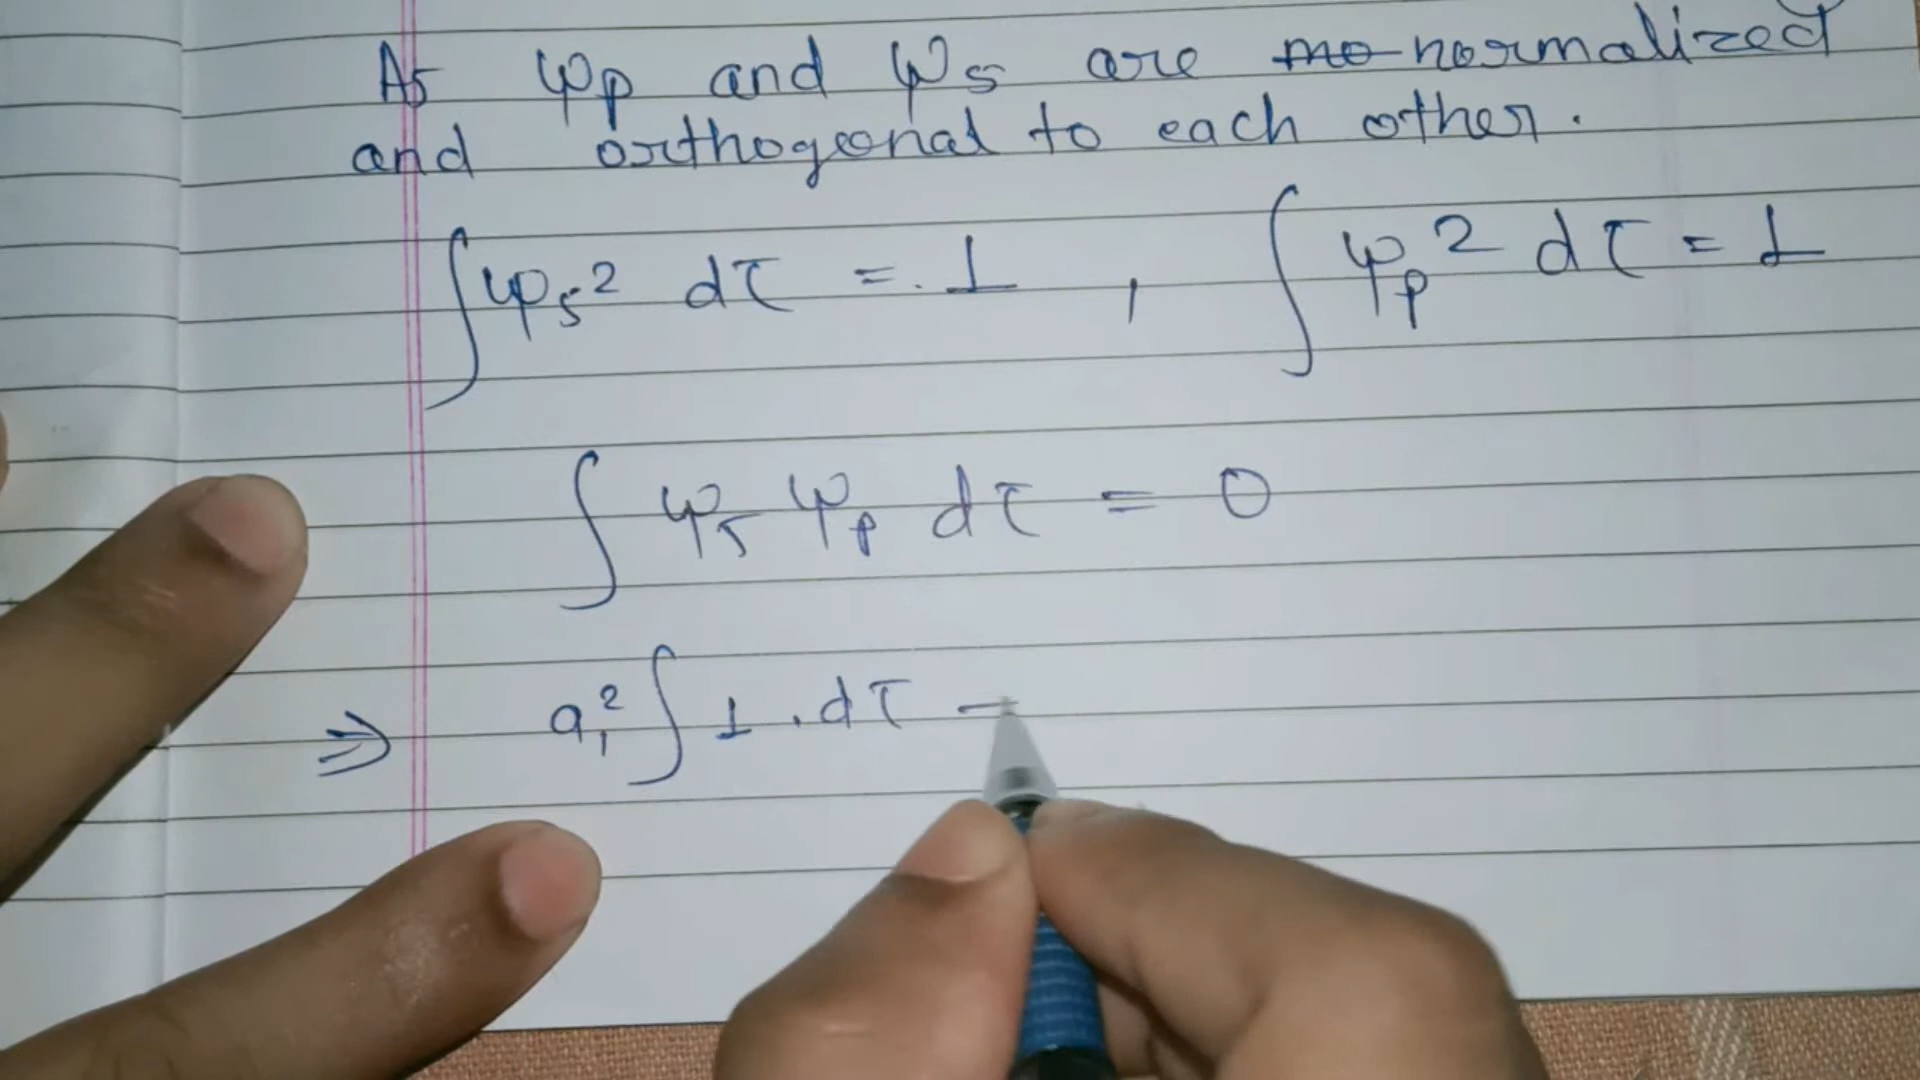 As ψp and ψs are mo normalized
and orthogonal to each other.
∫ψs² dτ = 1 , ∫ψp² dτ = 1
∫ψs ψp dτ = 0
⇒ a₁² ∫1 . dτ –